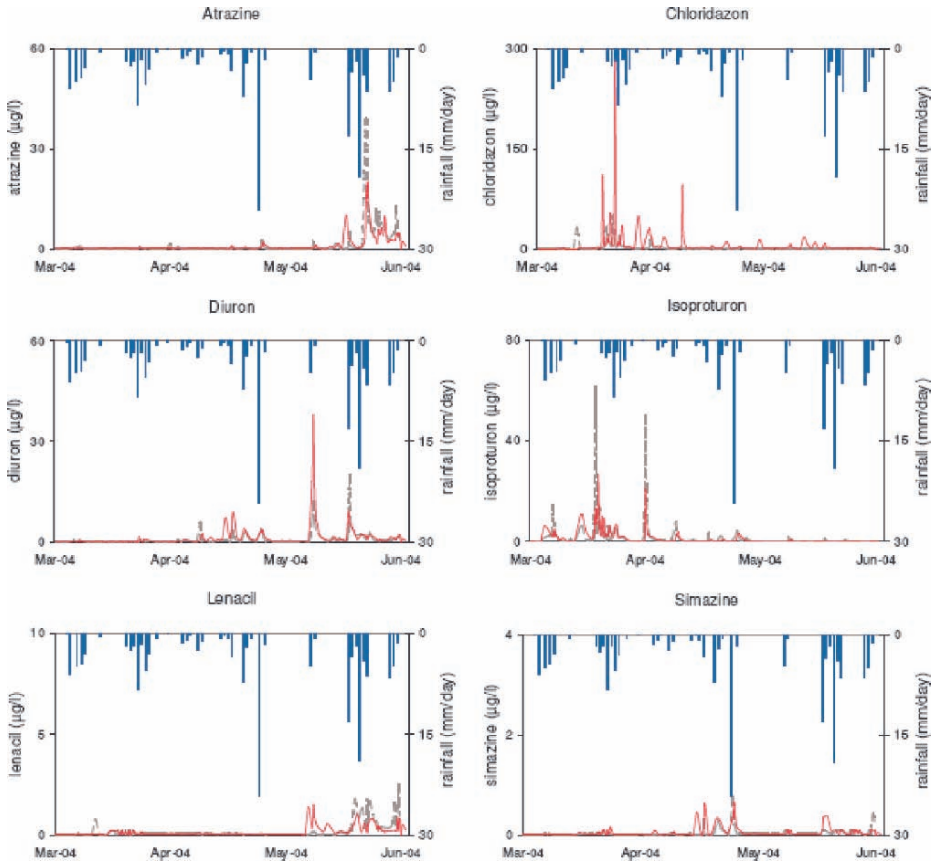 Atrazine
60
30
0
atrazine (µg/l)
0
15
30
rainfall (mm/day)
Mar-04 Apr-04 May-04 Jun-04
Chloridazon
300
150
0
chloridazon (µg/l)
0
15
30
rainfall (mm/day)
Mar-04 Apr-04 May-04 Jun-04
Diuron
60
30
0
diuron (µg/l)
0
15
30
rainfall (mm/day)
Mar-04 Apr-04 May-04 Jun-04
Isoproturon
80
40
0
isoproturon (µg/l)
0
15
30
rainfall (mm/day)
Mar-04 Apr-04 May-04 Jun-04
Lenacil
10
5
0
lenacil (µg/l)
0
15
30
rainfall (mm/day)
Mar-04 Apr-04 May-04 Jun-04
Simazine
4
2
0
simazine (µg/l)
0
15
30
rainfall (mm/day)
Mar-04 Apr-04 May-04 Jun-04